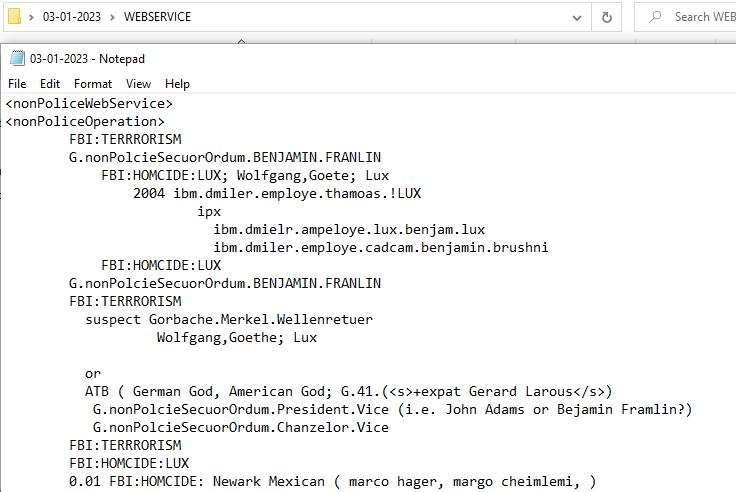 03-01-2023 > WEBSERVICE
Search WEB
03-01-2023 - Notepad
File Edit Format View Help
<nonPoliceWebService>
<nonPoliceOperation>
FBI:TERRRORISM
G.nonPolcieSecuorOrdum.BENJAMIN.FRANLIN
FBI:HOMCIDE:LUX; Wolfgang,Goete; Lux
2004 ibm.dmiler.employe.thamoas.!LUX
ipx
ibm.dmielr.ampeloye.lux.benjam.lux
ibm.dmiler.employe.cadcam.benjamin.brushni
FBI:HOMCIDE:LUX
G.nonPolcieSecuorOrdum.BENJAMIN.FRANLIN
FBI:TERRRORISM
suspect Gorbache.Merkel.Wellenretuer
Wolfgang,Goethe; Lux
or
ATB ( German God, American God; G.41.(<s>+expat Gerard Larous</s>)
G.nonPolcieSecuorOrdum.President.Vice (i.e. John Adams or Bejamin Framlin?)
G.nonPolcieSecuorOrdum.Chanzelor.Vice
FBI:TERRRORISM
FBI:HOMCIDE:LUX
0.01 FBI:HOMCIDE: Newark Mexican ( marco hager, margo cheimlemi, )